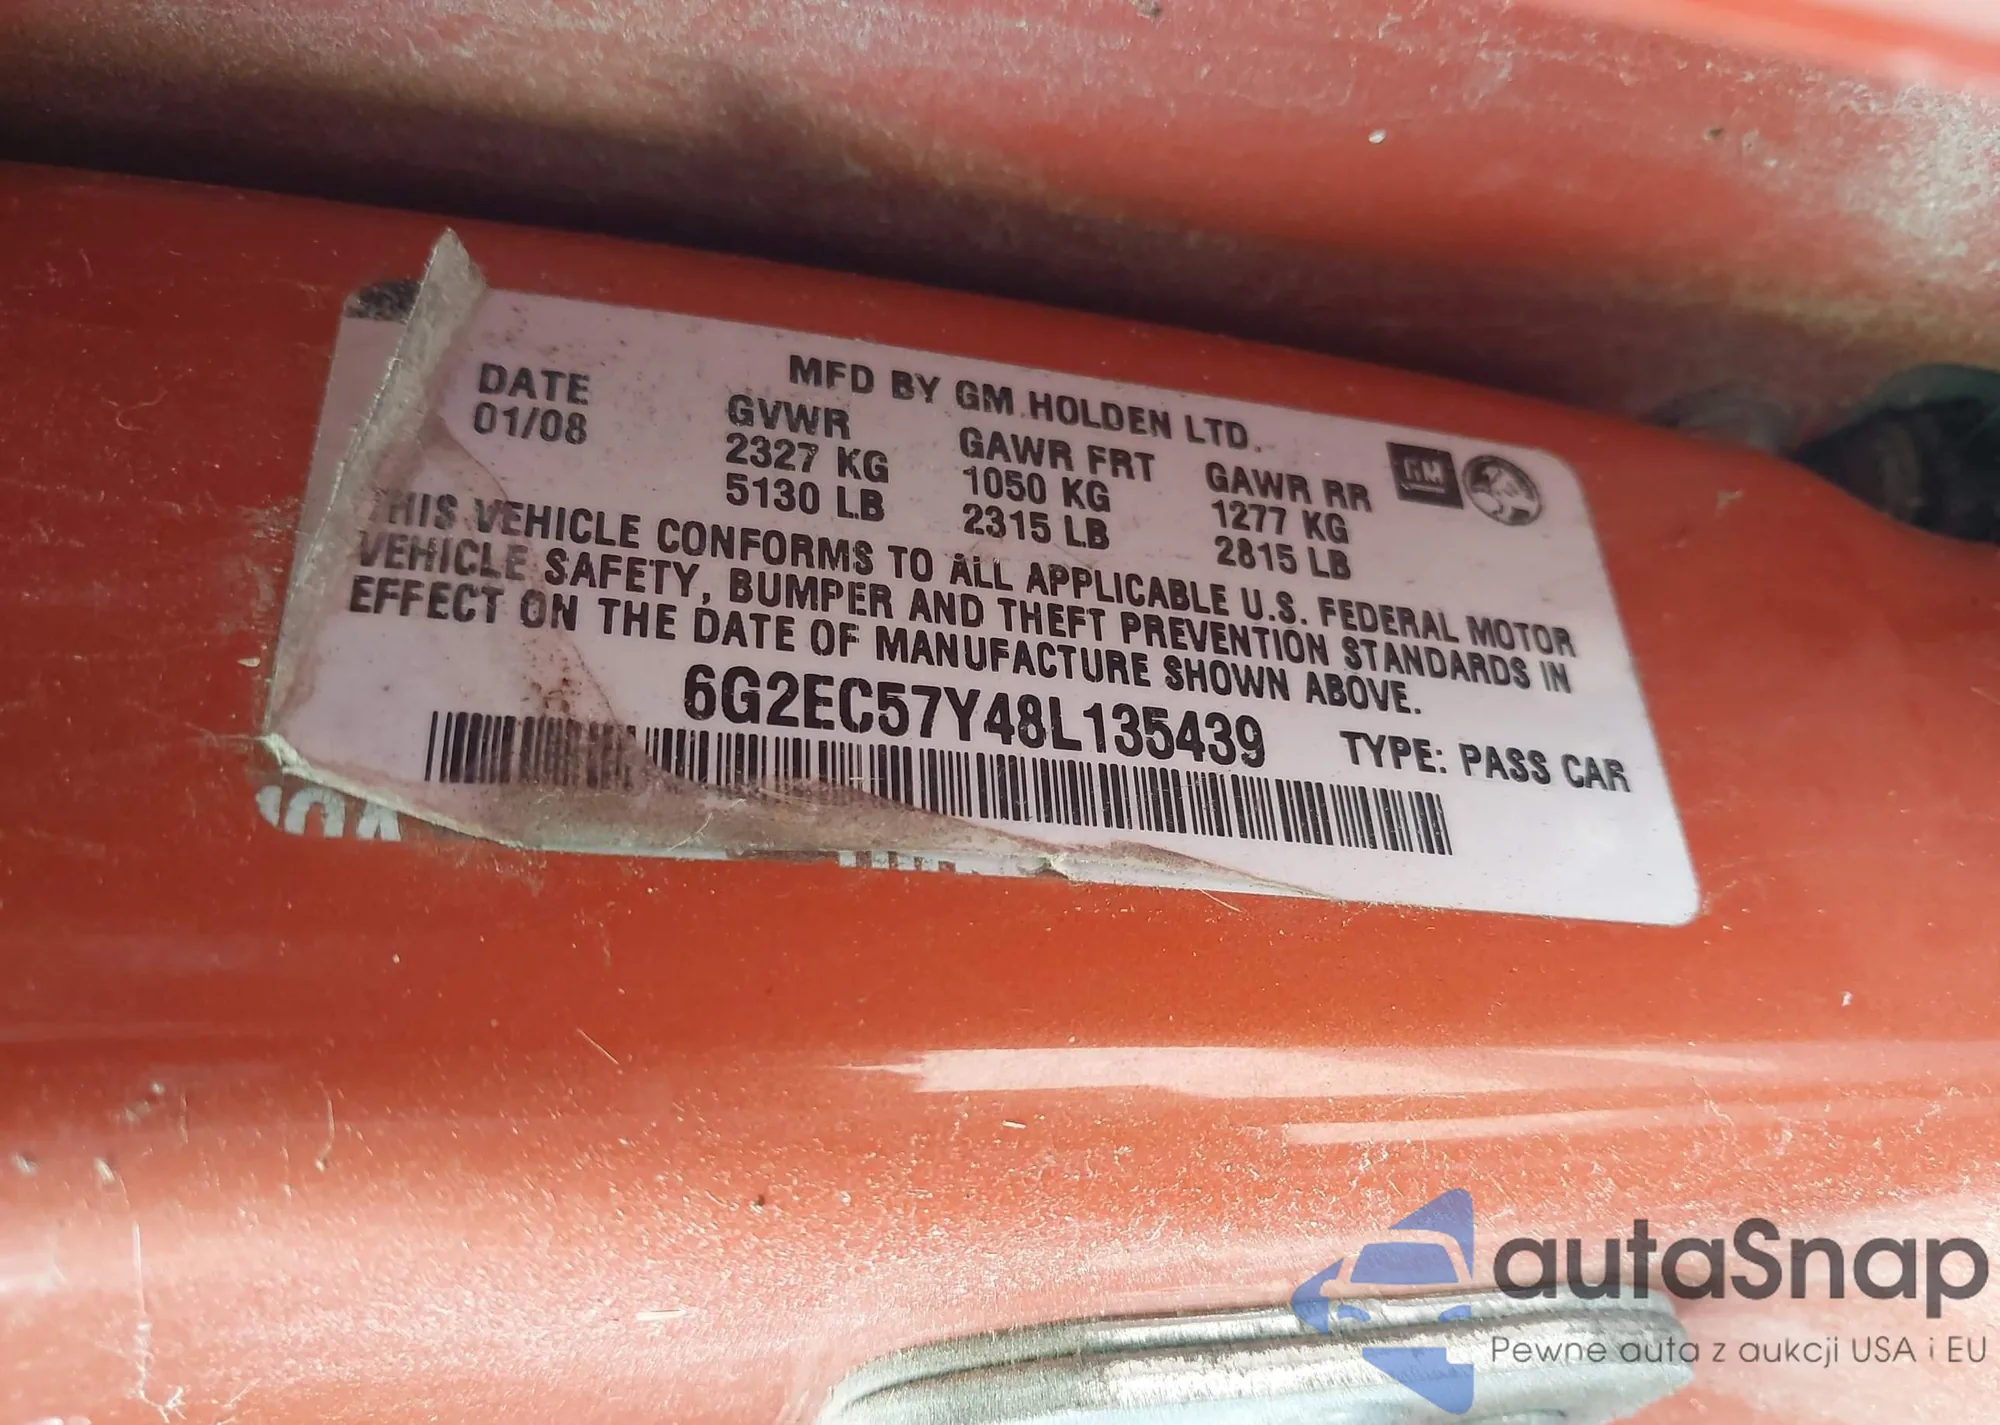 MFD BY GM HOLDEN LTD.
DATE
01/08
GVWR
2327 KG
5130 LB
GAWR FRT
1050 KG
2315 LB
GAWR RR
1277 KG
2815 LB
GM
THIS VEHICLE CONFORMS TO ALL APPLICABLE U.S. FEDERAL MOTOR
VEHICLE SAFETY, BUMPER AND THEFT PREVENTION STANDARDS IN
EFFECT ON THE DATE OF MANUFACTURE SHOWN ABOVE.
6G2EC57Y48L135439
TYPE: PASS CAR
autaSnap
Pewne auta z aukcji USA i EU